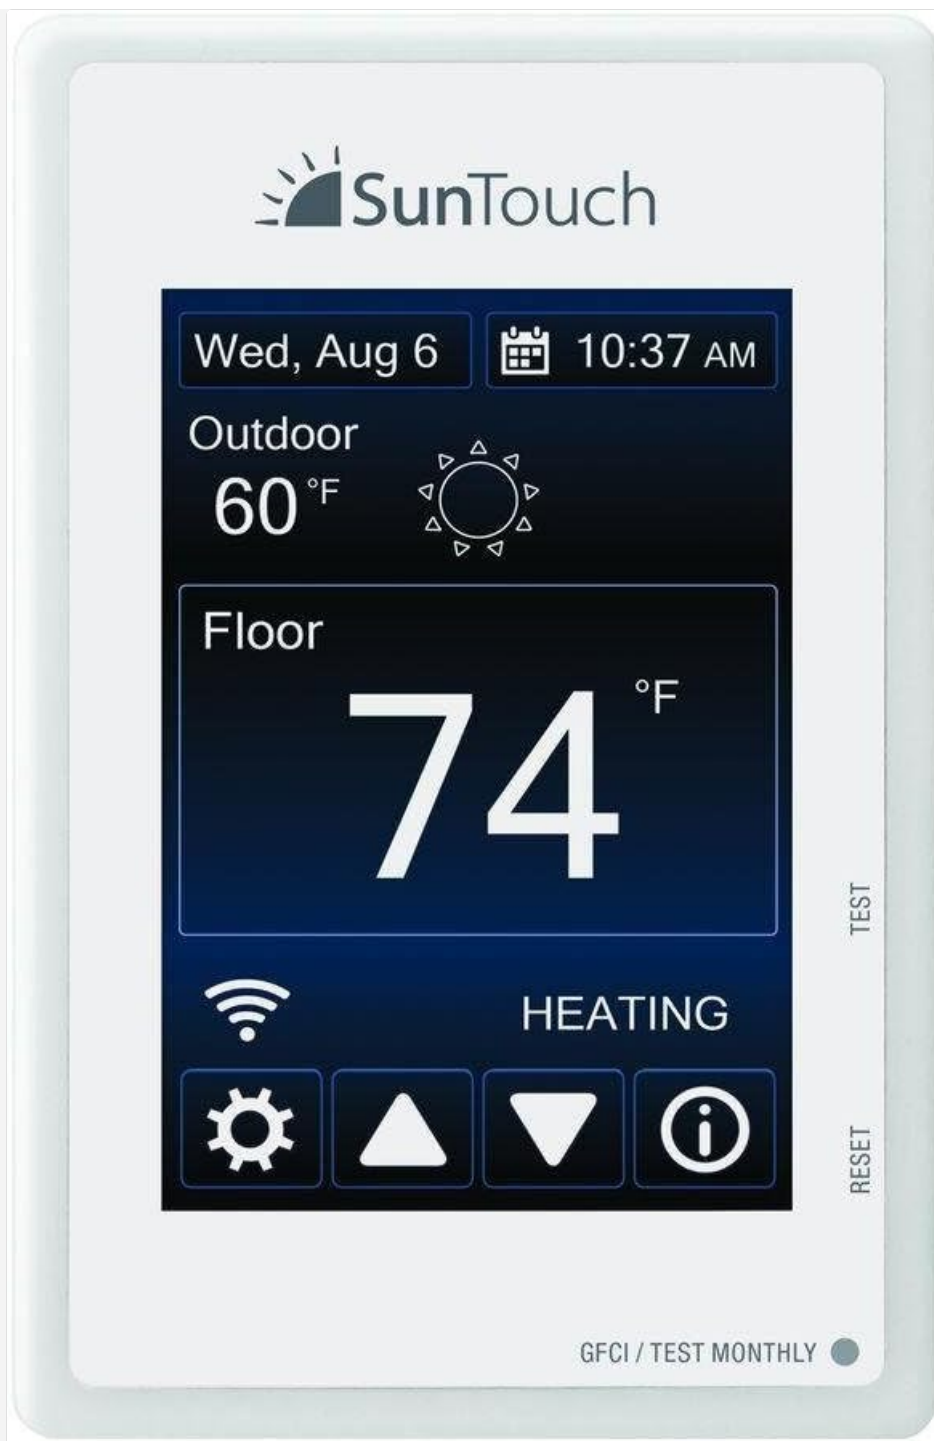 SunTouch
Wed, Aug 6
10:37 AM
Outdoor
60 °F
Floor
74 °F
HEATING
TEST
RESET
GFCI / TEST MONTHLY